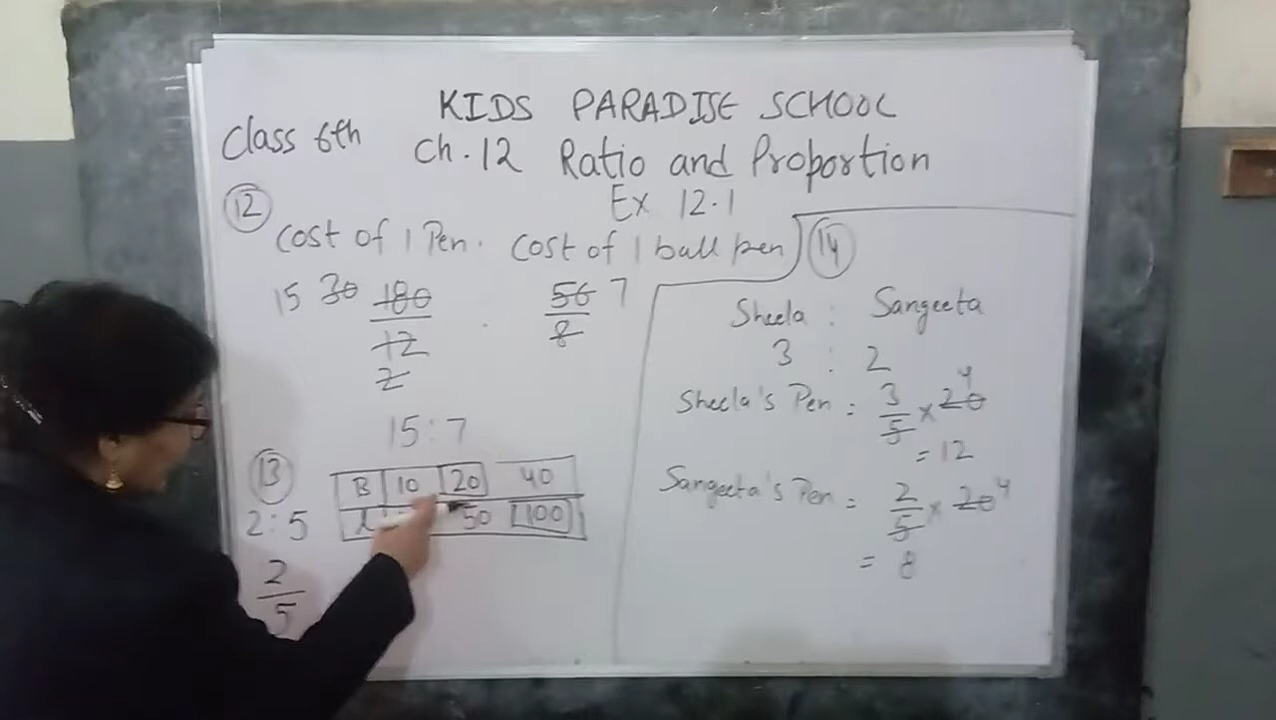 KIDS PARADISE SCHOOL
Class 6th Ch. 12 Ratio and Proportion
Ex 12.1
12
Cost of 1 Pen. Cost of 1 ball pen
15 30 180 56 7
12 8
2
15 : 7
13
2 : 5
2
5
B 10 20 40
50 100
14
Sheela : Sangeeta
3 : 2
Sheela's Pen = 3/5 × 20 4
= 12
Sangeeta's Pen = 2/5 × 20 4
= 8